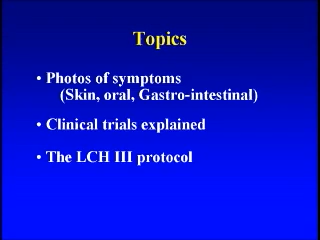 Topics
• Photos of symptoms
(Skin, oral, Gastro-intestinal)
• Clinical trials explained
• The LCH III protocol